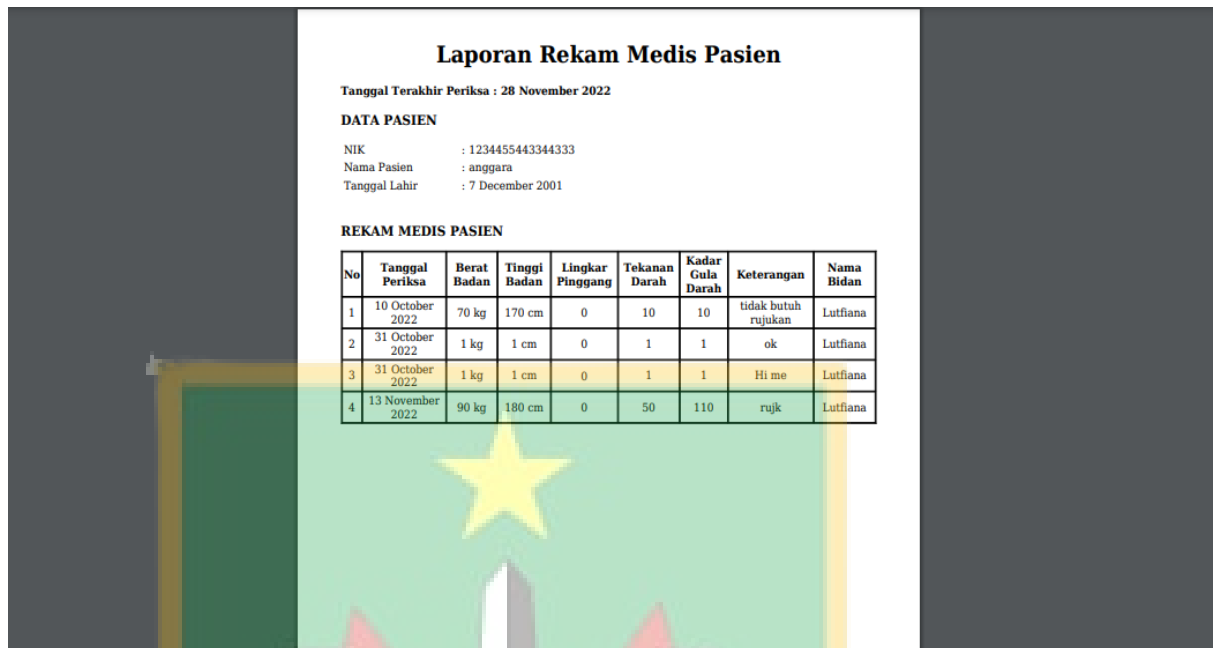 Laporan Rekam Medis Pasien
Tanggal Terakhir Periksa : 28 November 2022
DATA PASIEN
NIK : 1234455443344333
Nama Pasien : anggara
Tanggal Lahir : 7 December 2001
REKAM MEDIS PASIEN
No Tanggal Periksa Berat Badan Tinggi Badan Lingkar Pinggang Tekanan Darah Kadar Gula Darah Keterangan Nama Bidan
1 10 October 2022 70 kg 170 cm 0 10 10 tidak butuh rujukan Lutfiana
2 31 October 2022 1 kg 1 cm 0 1 1 ok Lutfiana
3 31 October 2022 1 kg 1 cm 0 1 1 Hi me Lutfiana
4 13 November 2022 90 kg 180 cm 0 50 110 rujk Lutfiana